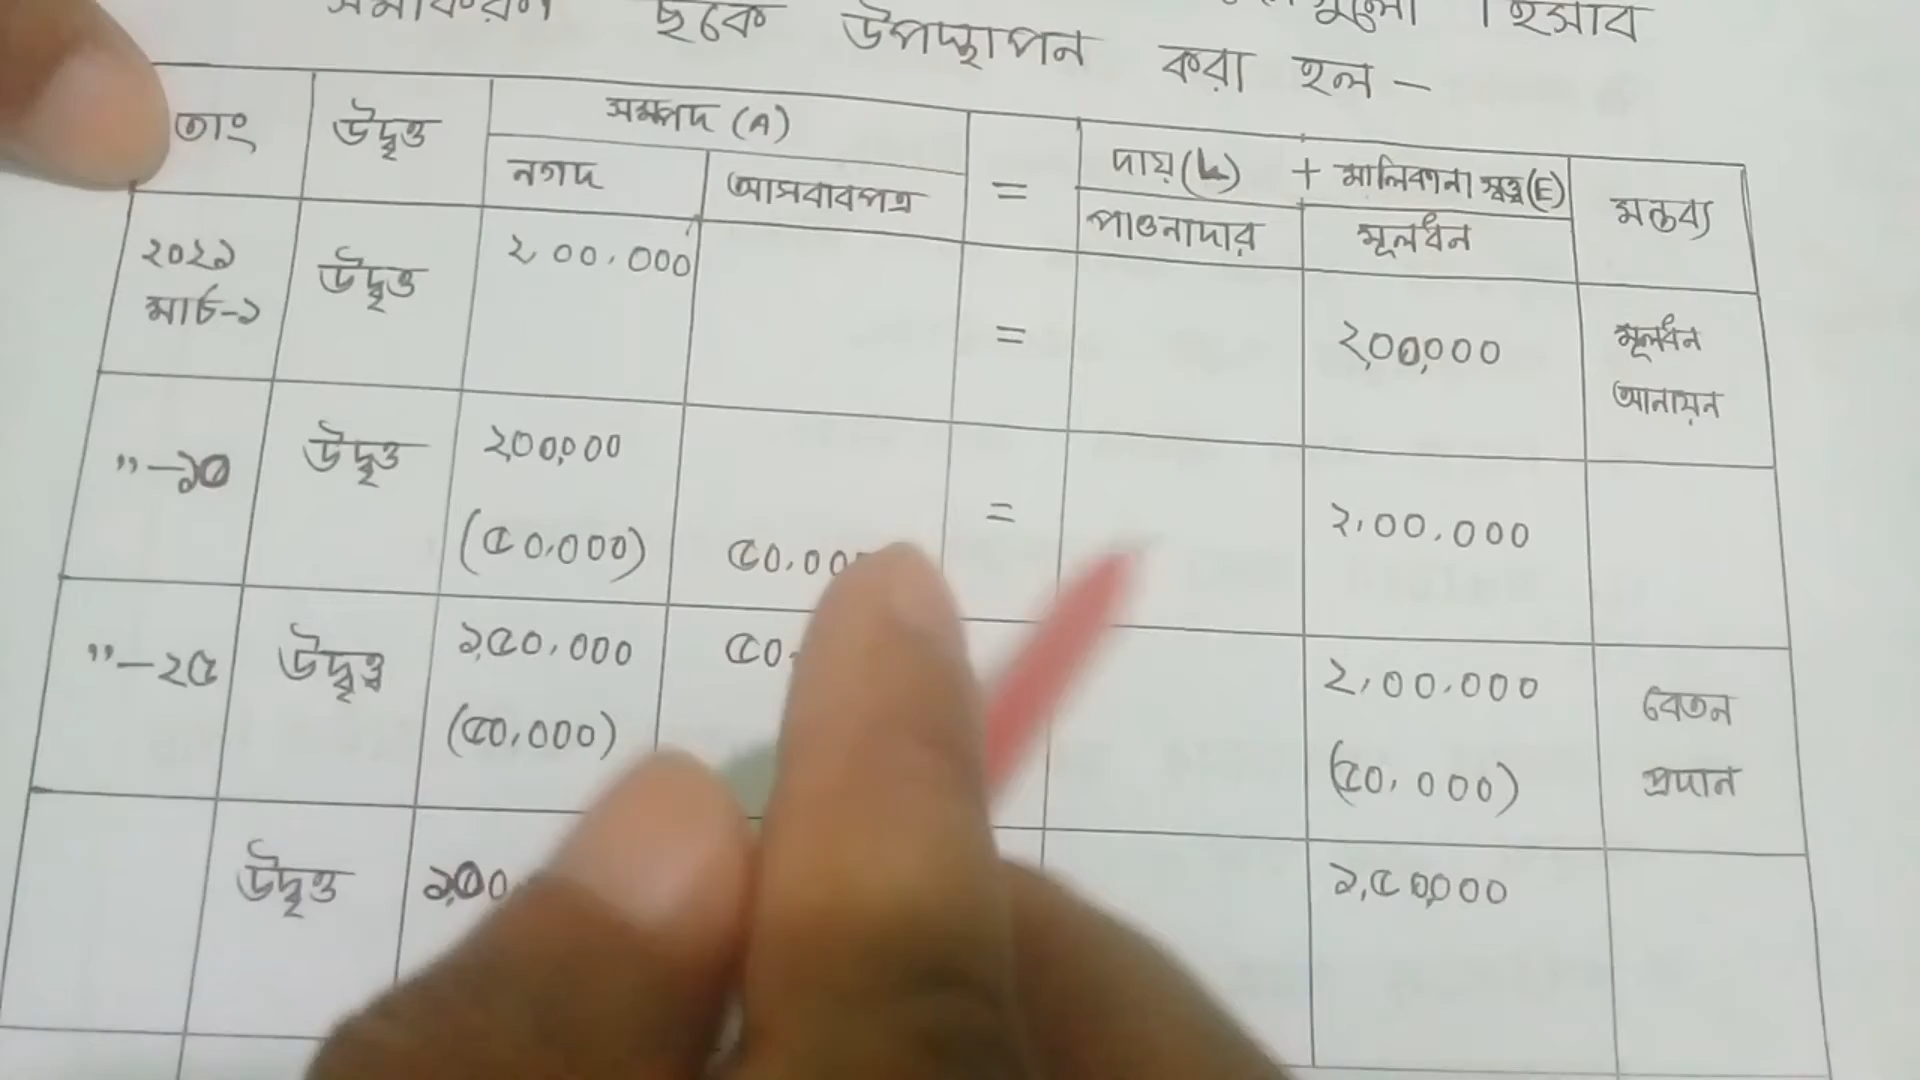 ছকে উপস্থাপন করা হল -
হিসাব
তাং উদ্বৃত্ত সম্পদ (A) = দায় (L) + মালিকানা স্বত্ব (E) মন্তব্য
নগদ আসবাবপত্র পাওনাদার মূলধন
২০২১ মার্চ-১ উদ্বৃত্ত ২,০০,০০০ = ২,০০,০০০ মূলধন আনায়ন
" - ১০ উদ্বৃত্ত ২,০০,০০০ = ২,০০,০০০
(৫০,০০০)
" - ২৫ উদ্বৃত্ত ১,৫০,০০০ ২,০০,০০০ বেতন
(৫০,০০০) (৫০,০০০) প্রদান
উদ্বৃত্ত ১,৫০,০০০